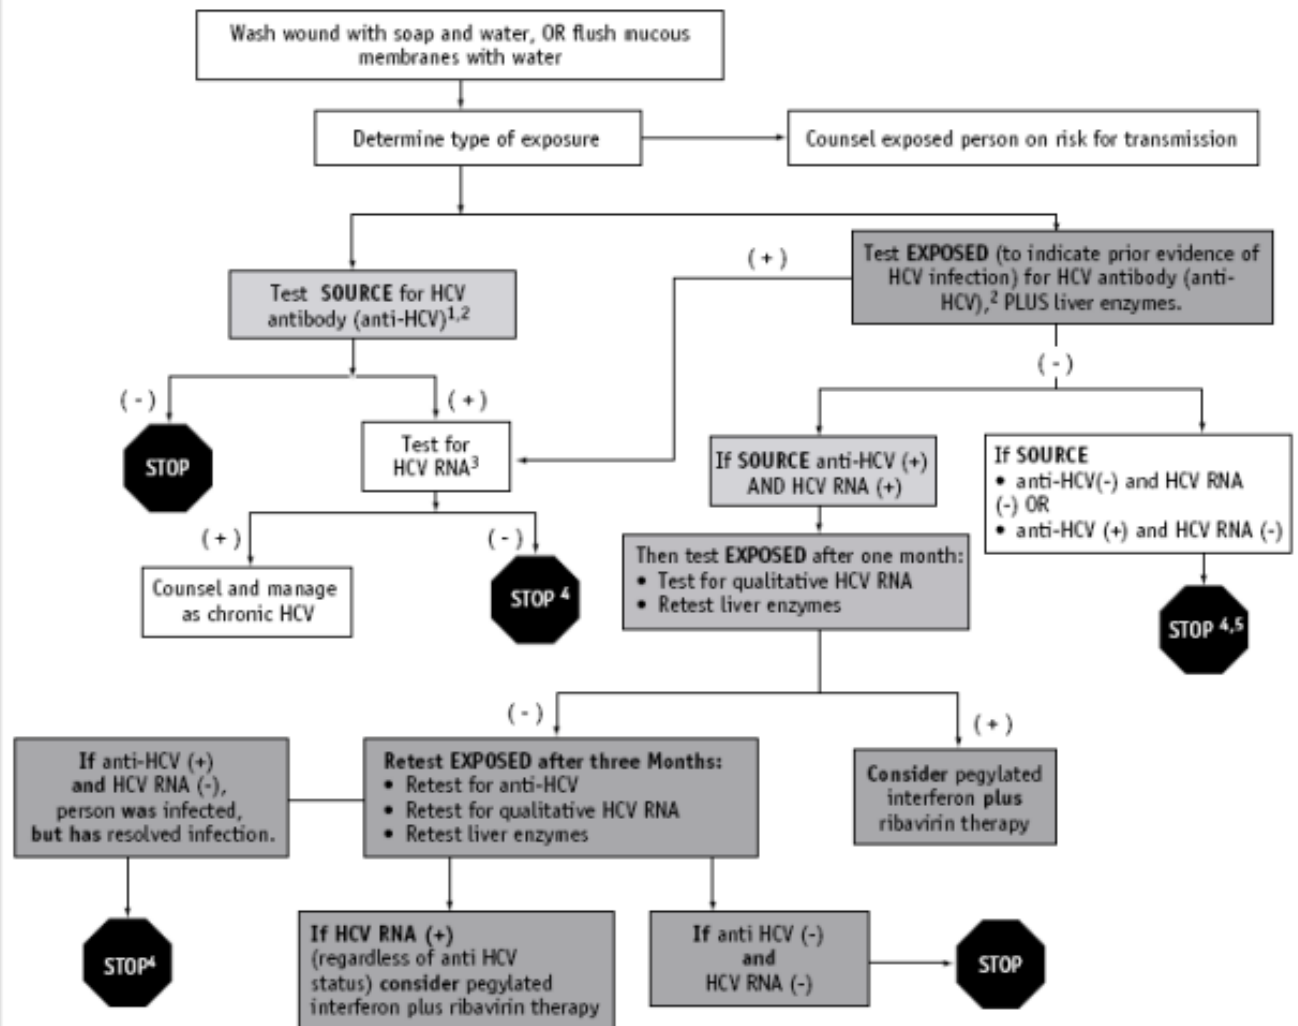 Wash wound with soap and water, OR flush mucous
membranes with water
Determine type of exposure
Counsel exposed person on risk for transmission
Test SOURCE for HCV
antibody (anti-HCV)1,2
(+)
Test EXPOSED (to indicate prior evidence of
HCV infection) for HCV antibody (anti-
HCV),2 PLUS liver enzymes.
(-)
(-)
(+)
STOP
Test for
HCV RNA3
If SOURCE anti-HCV (+)
AND HCV RNA (+)
If SOURCE
• anti-HCV(-) and HCV RNA
(-) OR
• anti-HCV (+) and HCV RNA (-)
(+)
(-)
Counsel and manage
as chronic HCV
STOP 4
Then test EXPOSED after one month:
• Test for qualitative HCV RNA
• Retest liver enzymes
STOP 4,5
(-)
(+)
If anti-HCV (+)
and HCV RNA (-),
person was infected,
but has resolved infection.
Retest EXPOSED after three Months:
• Retest for anti-HCV
• Retest for qualitative HCV RNA
• Retest liver enzymes
Consider pegylated
interferon plus
ribavirin therapy
STOP4
If HCV RNA (+)
(regardless of anti HCV
status) consider pegylated
interferon plus ribavirin therapy
If anti HCV (-)
and
HCV RNA (-)
STOP